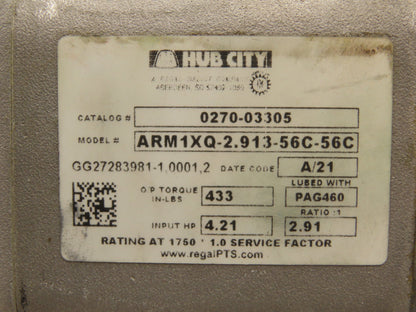 HUB CITY
ABERDEEN, SD 57402-1089
CATALOG # 0270-03305
MODEL # ARM1XQ-2.913-56C-56C
GG27283981-1.0001,2 DATE CODE A/21
O/P TORQUE IN-LBS 433 LUBED WITH PAG460
INPUT HP 4.21 RATIO :1 2.91
RATING AT 1750 ' 1.0 SERVICE FACTOR
www.regalPTS.com